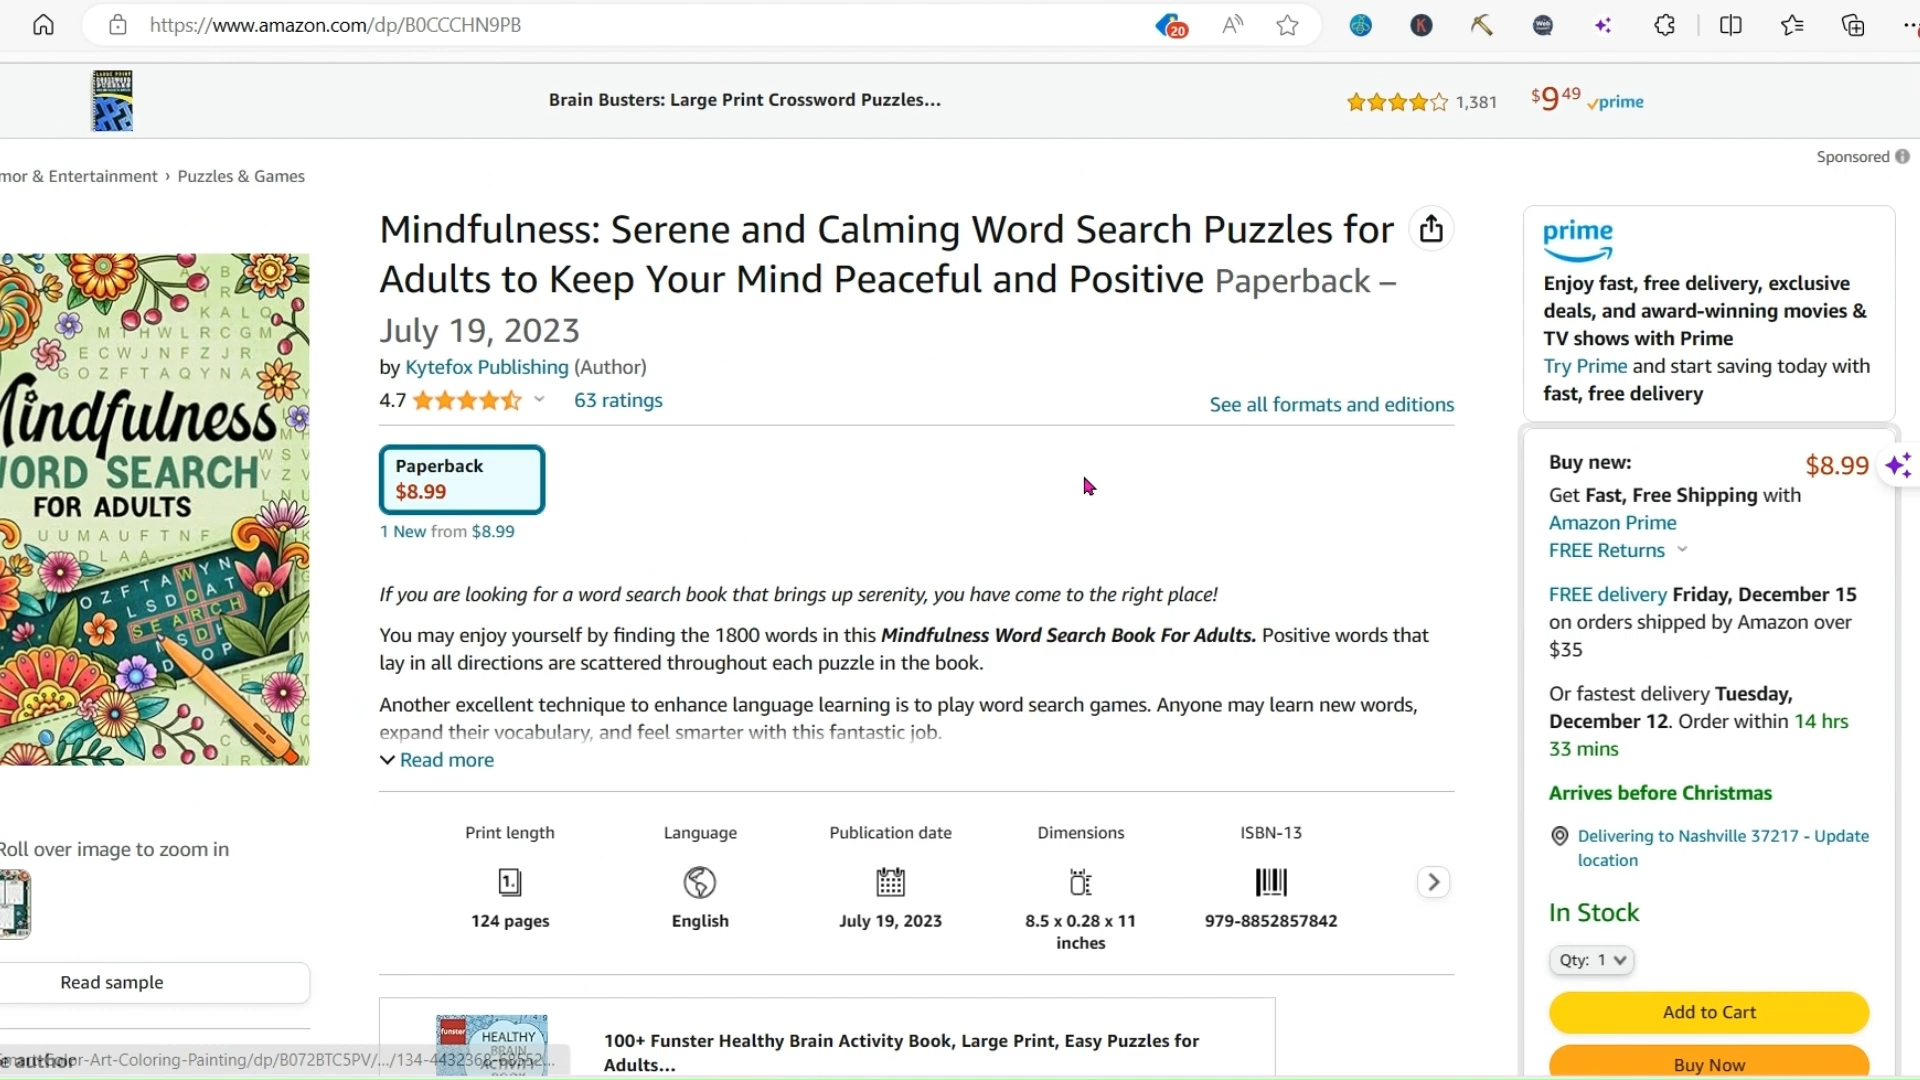 https://www.amazon.com/dp/B0CCCHN9PB
20
Brain Busters: Large Print Crossword Puzzles...
1,381
$9 49
prime
Sponsored
mor & Entertainment › Puzzles & Games
Mindfulness: Serene and Calming Word Search Puzzles for
Adults to Keep Your Mind Peaceful and Positive Paperback –
July 19, 2023
by Kytefox Publishing (Author)
4.7
63 ratings
See all formats and editions
Paperback
$8.99
1 New from $8.99
If you are looking for a word search book that brings up serenity, you have come to the right place!
You may enjoy yourself by finding the 1800 words in this Mindfulness Word Search Book For Adults. Positive words that
lay in all directions are scattered throughout each puzzle in the book.
Another excellent technique to enhance language learning is to play word search games. Anyone may learn new words,
expand their vocabulary, and feel smarter with this fantastic job.
Read more
Print length
Language
Publication date
Dimensions
ISBN-13
124 pages
English
July 19, 2023
8.5 x 0.28 x 11
inches
979-8852857842
funster
HEALTHY
BRAIN
ACTIVITY
100+ Funster Healthy Brain Activity Book, Large Print, Easy Puzzles for
Adults...
Mindfulness
WORD SEARCH
FOR ADULTS
M T H W L R C G M
E C W J N F Z J R
G O Z F T A Q Y N A
U U M A U F T N F
D L A A
SEARCH
Roll over image to zoom in
Read sample
prime
Enjoy fast, free delivery, exclusive
deals, and award-winning movies &
TV shows with Prime
Try Prime and start saving today with
fast, free delivery
Buy new:
$8.99
Get Fast, Free Shipping with
Amazon Prime
FREE Returns
FREE delivery Friday, December 15
on orders shipped by Amazon over
$35
Or fastest delivery Tuesday,
December 12. Order within 14 hrs
33 mins
Arrives before Christmas
Delivering to Nashville 37217 - Update
location
In Stock
Qty: 1
Add to Cart
Buy Now